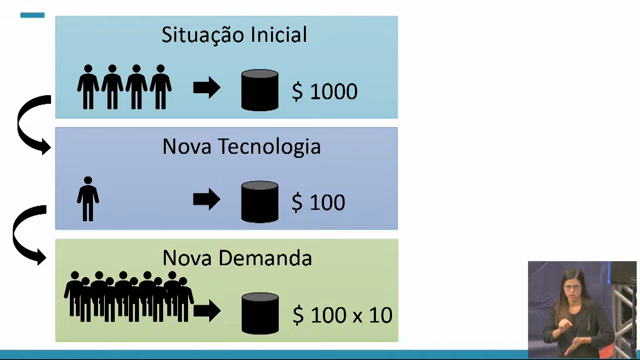 Situação Inicial
$ 1000
Nova Tecnologia
$ 100
Nova Demanda
$ 100 x 10